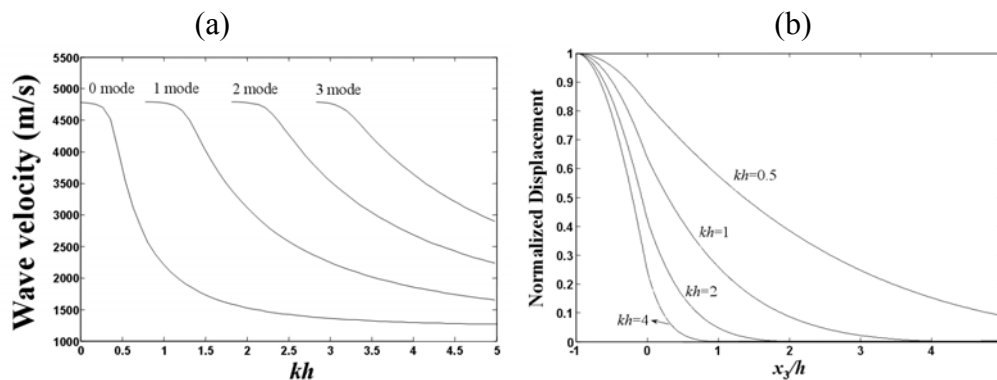 (a)
Wave velocity (m/s)
5500
5000
4500
4000
3500
3000
2500
2000
1500
1000
0 mode 1 mode 2 mode 3 mode
0 0.5 1 1.5 2 2.5 3 3.5 4 4.5 5
kh
(b)
Normalized Displacement
1
0.9
0.8
0.7
0.6
0.5
0.4
0.3
0.2
0.1
0
kh=0.5
kh=1
kh=2
kh=4
-1 0 1 2 3 4
x₃/h